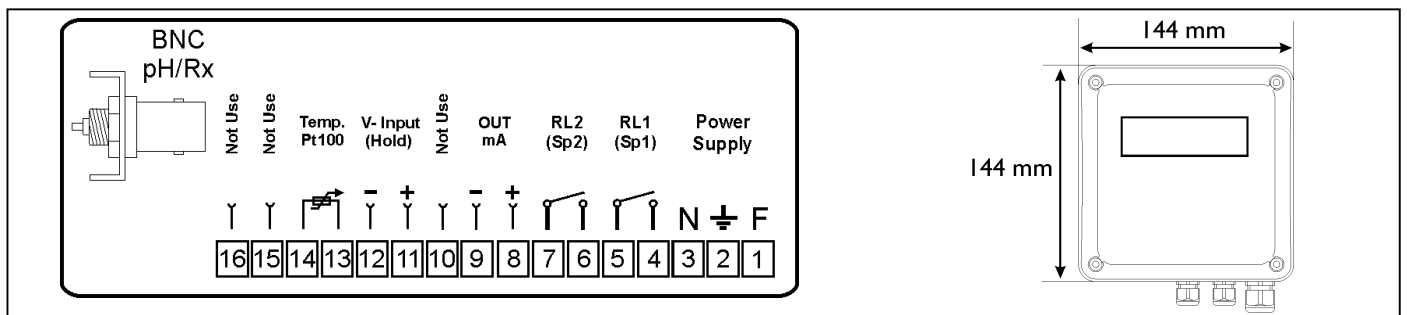 BNC
pH/Rx
Not Use
Not Use
Temp.
Pt100
V- Input
(Hold)
Not Use
OUT
mA
RL2
(Sp2)
RL1
(Sp1)
Power
Supply
- + - + N F
16 15 14 13 12 11 10 9 8 7 6 5 4 3 2 1
144 mm
144 mm